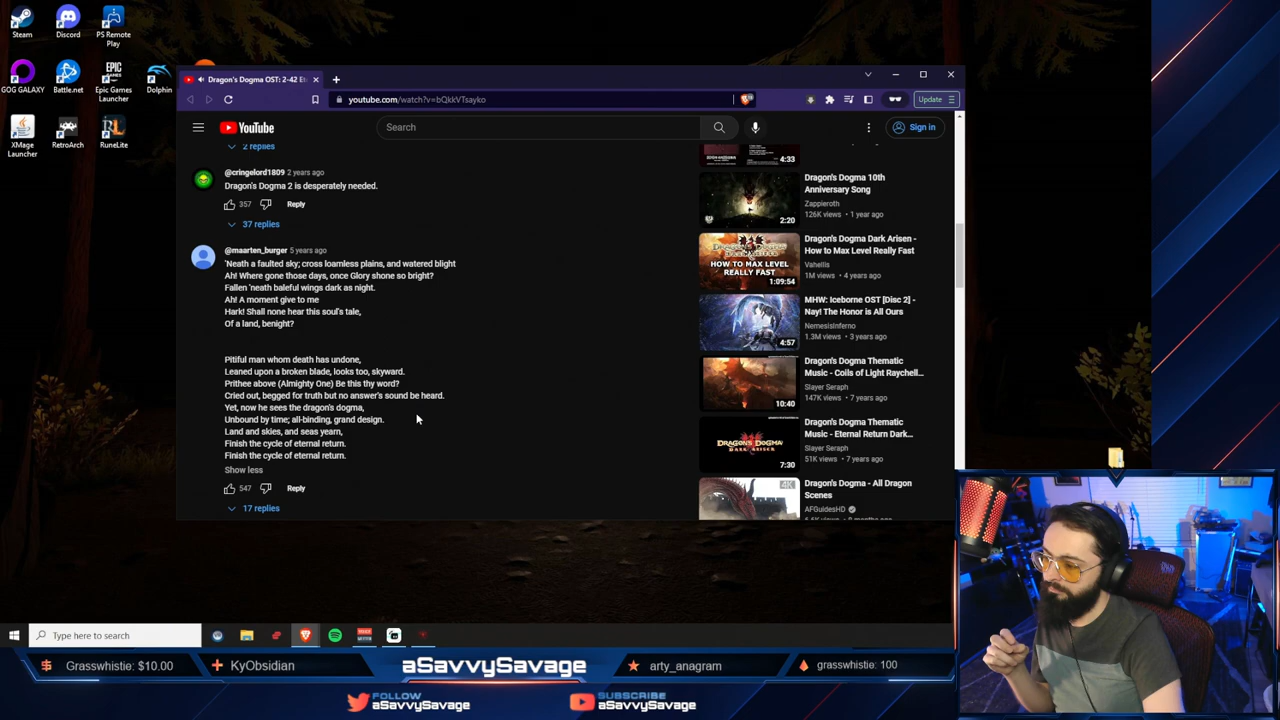 Steam
Discord
PS Remote
Play
GOG GALAXY
Battle.net
Epic Games
Launcher
Dolphin
XMage
Launcher
RetroArch
RuneLite
Dragon's Dogma OST: 2-42 Et
youtube.com/watch?v=bQkkVTsayko
Update
YouTube
Search
Sign in
2 replies
@cringelord1809 2 years ago
Dragon's Dogma 2 is desperately needed.
357 Reply
37 replies
@maarten_burger 5 years ago
'Neath a faulted sky; cross loamless plains, and watered blight
Ah! Where gone those days, once Glory shone so bright?
Fallen 'neath baleful wings dark as night.
Ah! A moment give to me
Hark! Shall none hear this soul's tale,
Of a land, benight?
Pitiful man whom death has undone,
Leaned upon a broken blade, looks too, skyward.
Prithee above (Almighty One) Be this thy word?
Cried out, begged for truth but no answer's sound be heard.
Yet, now he sees the dragon's dogma,
Unbound by time; all-binding, grand design.
Land and skies, and seas yearn,
Finish the cycle of eternal return.
Finish the cycle of eternal return.
Show less
547 Reply
17 replies
4:33
Dragon's Dogma 10th
Anniversary Song
Zappieroth
126K views • 1 year ago
2:20
Dragon's Dogma Dark Arisen -
How to Max Level Really Fast
Vahellis
1M views • 4 years ago
HOW TO MAX LEVEL
REALLY FAST
1:09:54
MHW: Iceborne OST [Disc 2] -
Nay! The Honor is All Ours
NemesisInferno
1.3M views • 3 years ago
4:57
Dragon's Dogma Thematic
Music - Coils of Light Raychell...
Slayer Seraph
147K views • 7 years ago
10:40
Dragon's Dogma Thematic
Music - Eternal Return Dark...
Slayer Seraph
51K views • 7 years ago
DRAGON'S DOGMA
DARK ARISEN
7:30
Dragon's Dogma - All Dragon
Scenes
AFGuidesHD
4K
Type here to search
Grasswhistie: $10.00
KyObsidian
aSavvySavage
arty_anagram
grasswhistie: 100
FOLLOW
aSavvySavage
SUBSCRIBE
aSavvySavage